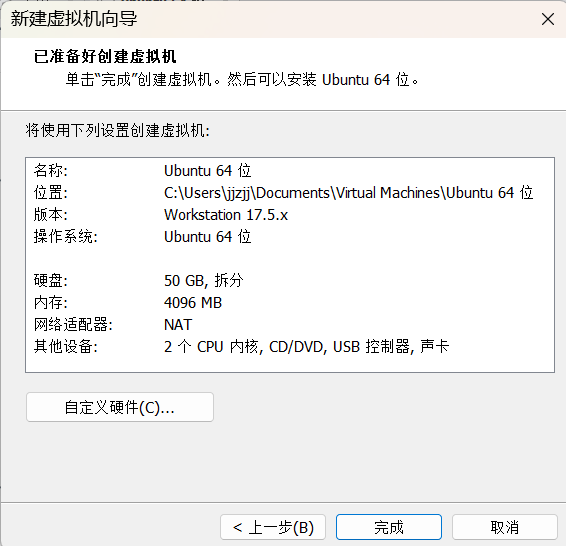 新建虚拟机向导
已准备好创建虚拟机
单击“完成”创建虚拟机。然后可以安装 Ubuntu 64 位。
将使用下列设置创建虚拟机:
名称: Ubuntu 64 位
位置: C:\Users\jjzjj\Documents\Virtual Machines\Ubuntu 64 位
版本: Workstation 17.5.x
操作系统: Ubuntu 64 位
硬盘: 50 GB, 拆分
内存: 4096 MB
网络适配器: NAT
其他设备: 2 个 CPU 内核, CD/DVD, USB 控制器, 声卡
自定义硬件(C)...
< 上一步(B) 完成 取消